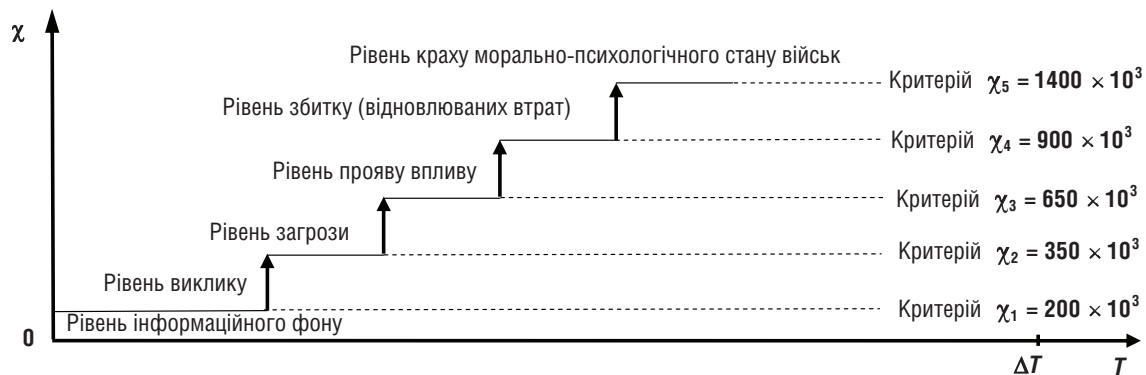 χ
Рівень краху морально-психологічного стану військ
Критерій χ5 = 1400 × 10³
Рівень збитку (відновлюваних втрат)
Критерій χ4 = 900 × 10³
Рівень прояву впливу
Критерій χ3 = 650 × 10³
Рівень загрози
Критерій χ2 = 350 × 10³
Рівень виклику
Критерій χ1 = 200 × 10³
Рівень інформаційного фону
0
ΔT
T